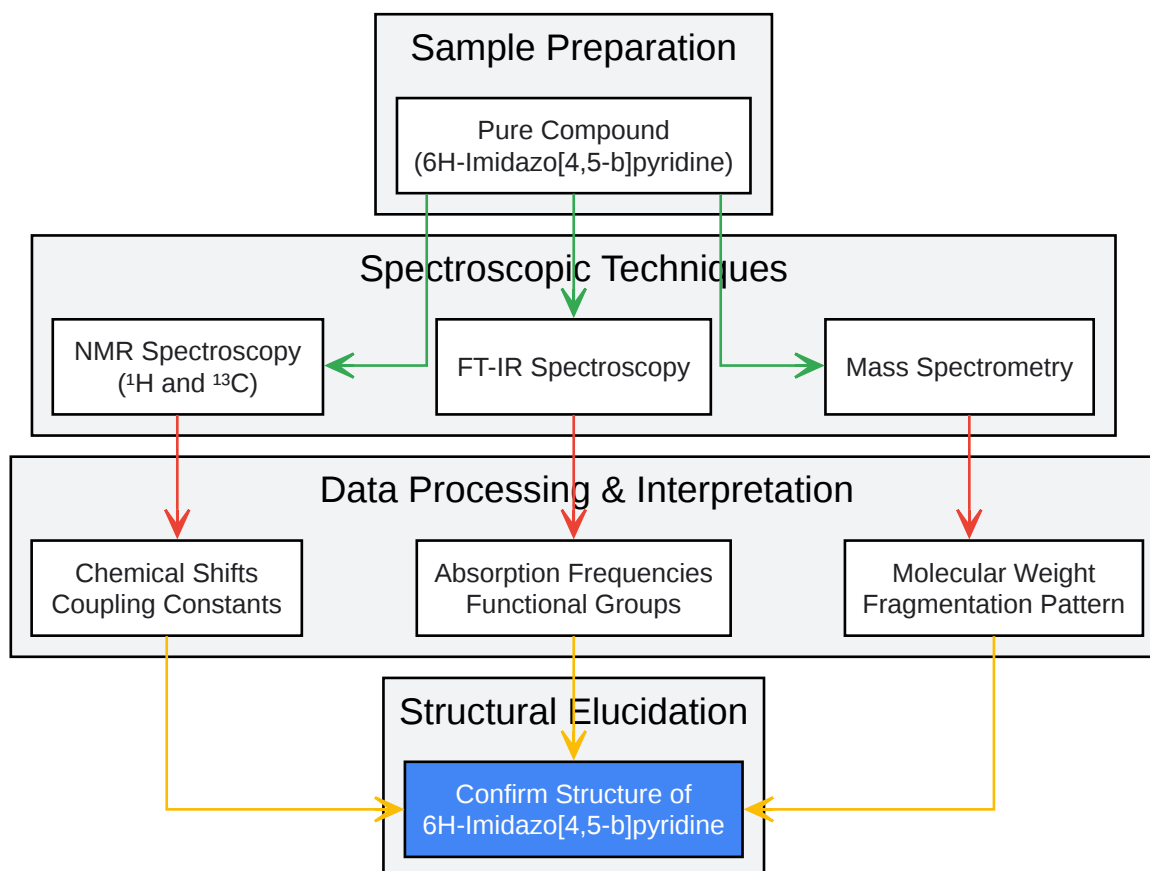 Sample Preparation
Pure Compound
(6H-Imidazo[4,5-b]pyridine)
Spectroscopic Techniques
NMR Spectroscopy
(¹H and ¹³C)
FT-IR Spectroscopy
Mass Spectrometry
Data Processing & Interpretation
Chemical Shifts
Coupling Constants
Absorption Frequencies
Functional Groups
Molecular Weight
Fragmentation Pattern
Structural Elucidation
Confirm Structure of
6H-Imidazo[4,5-b]pyridine